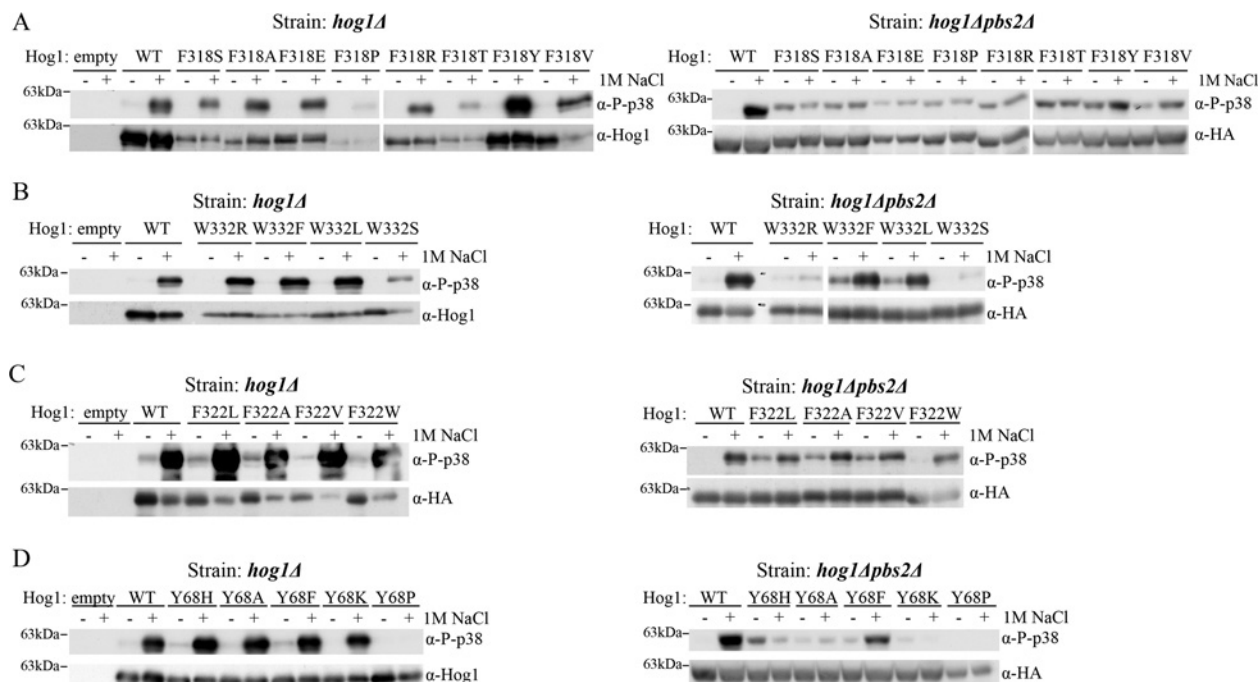 A
Strain: hog1Δ
Hog1: empty WT F318S F318A F318E F318P F318R F318T F318Y F318V
- + - + - + - + - + - + - + - + - + - + 1M NaCl
63kDa α-P-p38
63kDa α-Hog1
Strain: hog1Δpbs2Δ
WT F318S F318A F318E F318P F318R F318T F318Y F318V
- + - + - + - + - + - + - + - + - + 1M NaCl
63kDa α-P-p38
63kDa α-HA
B
Strain: hog1Δ
Hog1: empty WT W332R W332F W332L W332S
- + - + - + - + - + - + 1M NaCl
63kDa α-P-p38
63kDa α-Hog1
Strain: hog1Δpbs2Δ
Hog1: WT W332R W332F W332L W332S
- + - + - + - + - + 1M NaCl
63kDa α-P-p38
63kDa α-HA
C
Strain: hog1Δ
Hog1: empty WT F322L F322A F322V F322W
- + - + - + - + - + - + 1M NaCl
63kDa α-P-p38
63kDa α-HA
Strain: hog1Δpbs2Δ
Hog1: WT F322L F322A F322V F322W
- + - + - + - + - + 1M NaCl
63kDa α-P-p38
63kDa α-HA
D
Strain: hog1Δ
Hog1: empty WT Y68H Y68A Y68F Y68K Y68P
- + - + - + - + - + - + - + 1M NaCl
63kDa α-P-p38
63kDa α-Hog1
Strain: hog1Δpbs2Δ
Hog1: WT Y68H Y68A Y68F Y68K Y68P
- + - + - + - + - + - + 1M NaCl
63kDa α-P-p38
63kDa α-HA